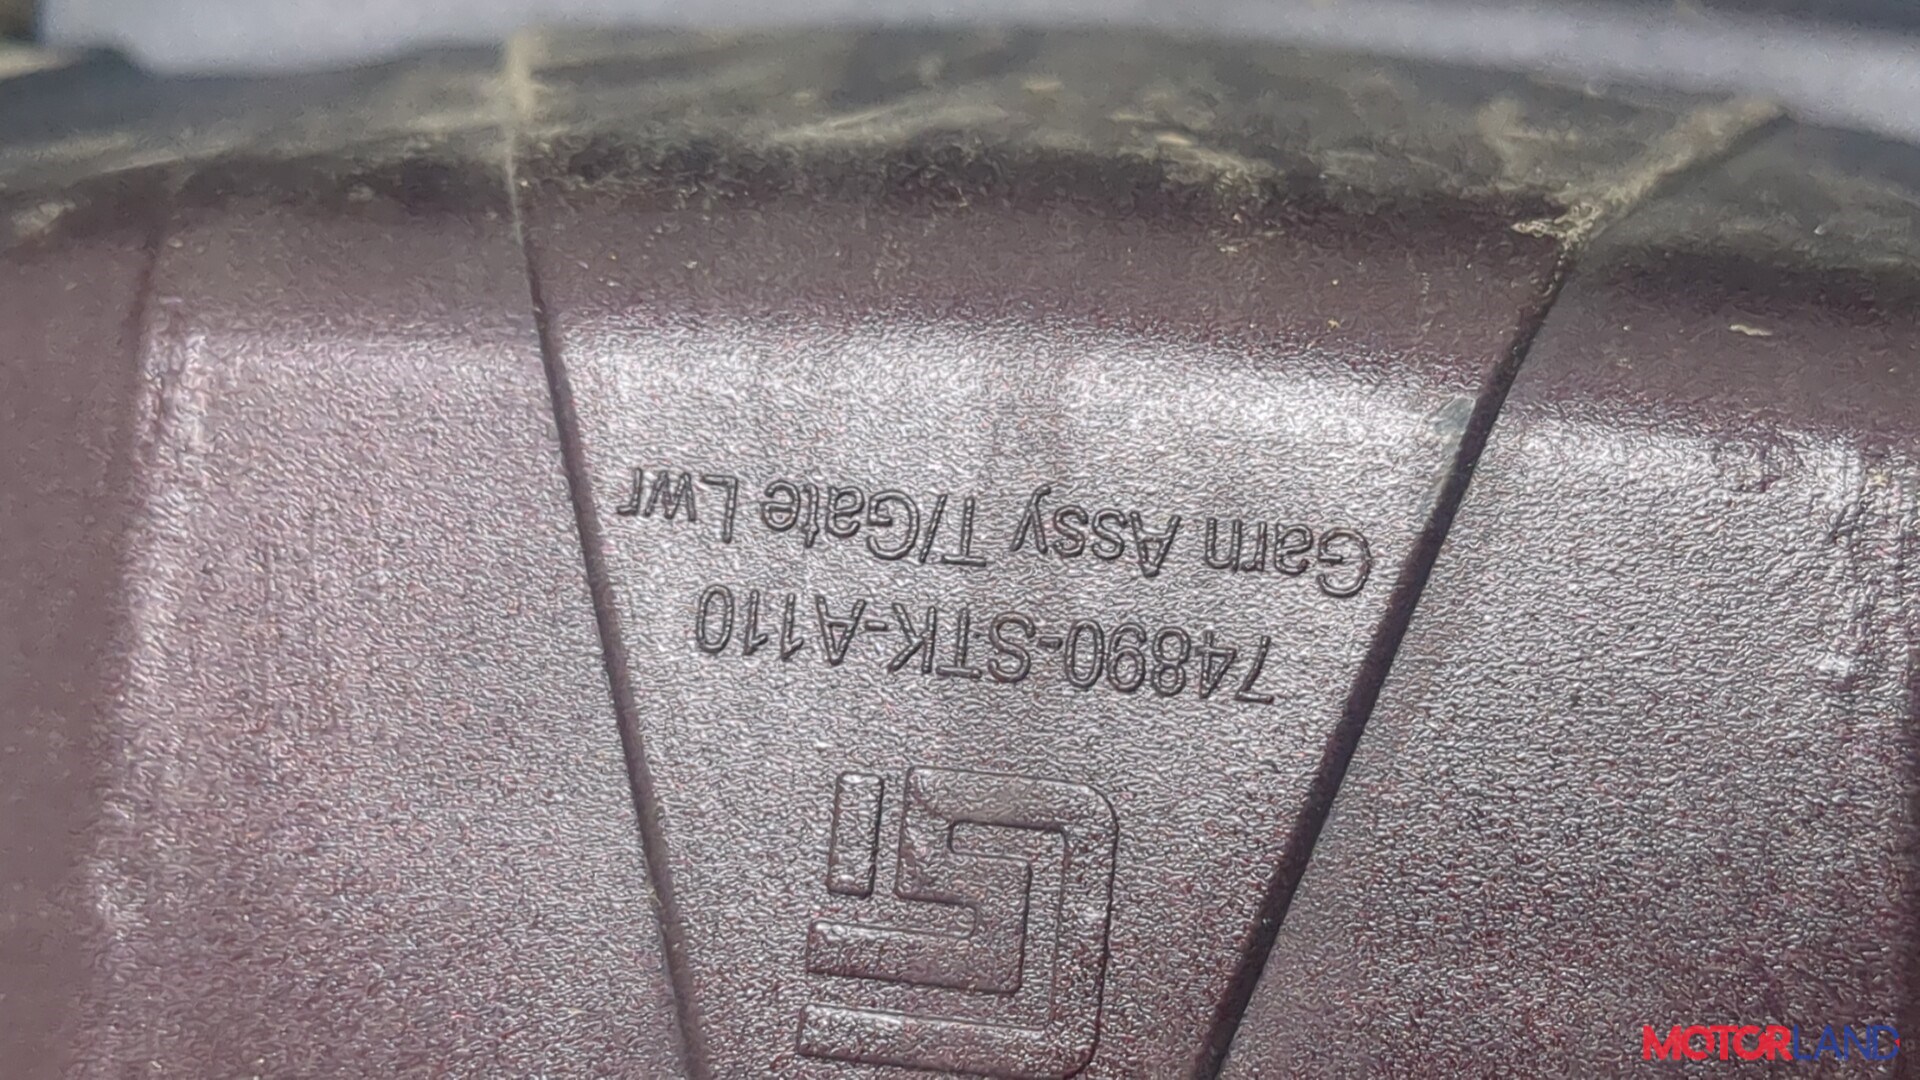 Garn Assy T/Gate Lwr
74890-STK-A110
MOTORLAND